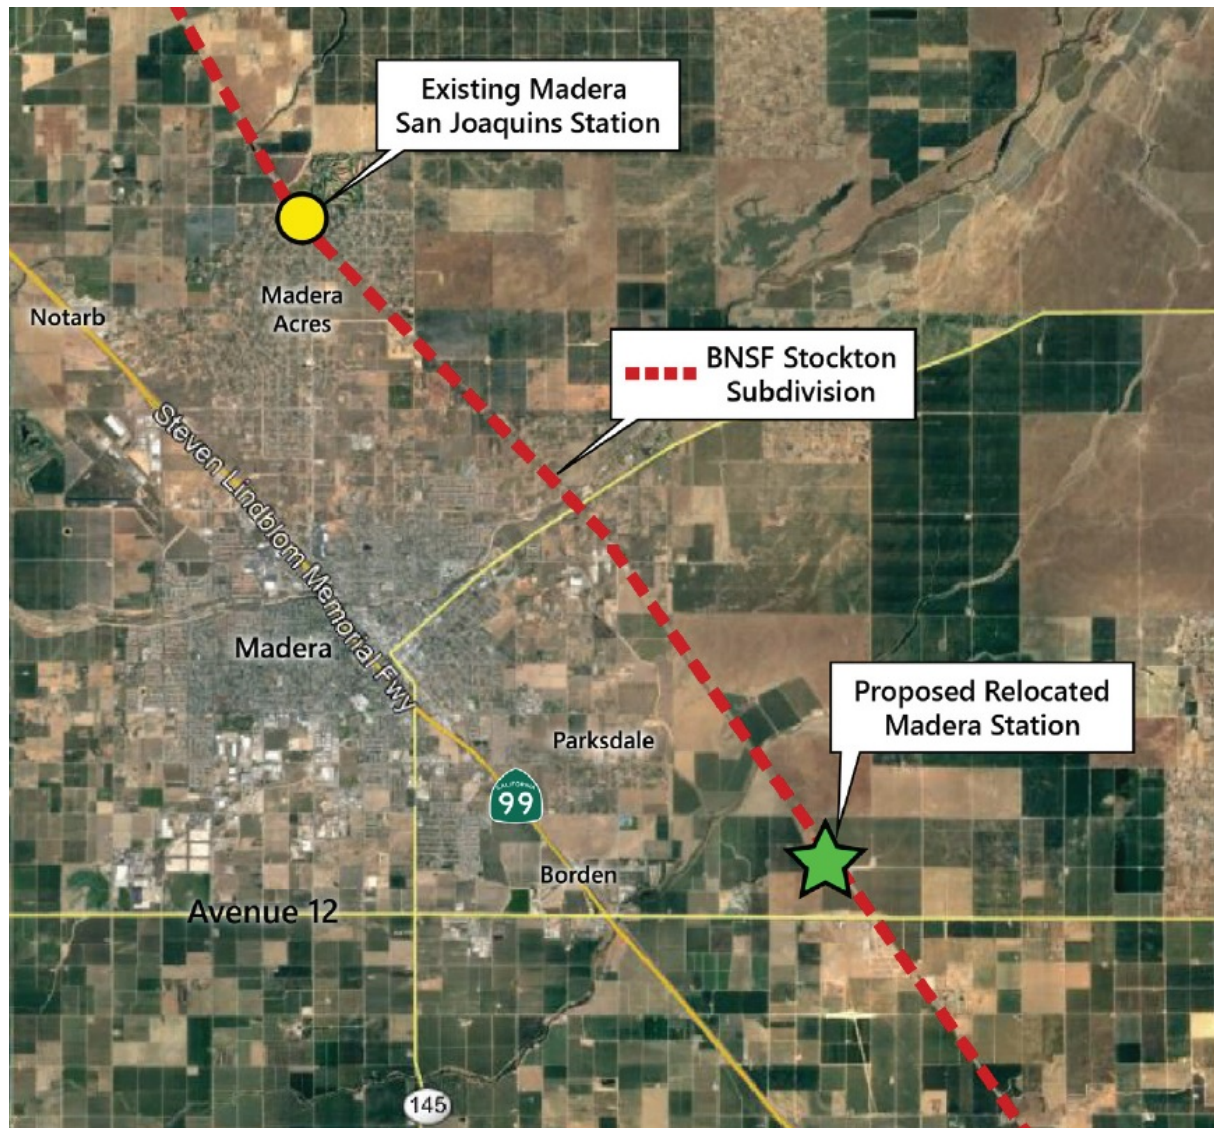 Existing Madera
San Joaquins Station
Madera
Acres
Notarb
BNSF Stockton
Subdivision
Steven Lindblom Memorial Fwy
Madera
Proposed Relocated
Madera Station
Parksdale
CALIFORNIA
99
Borden
Avenue 12
145